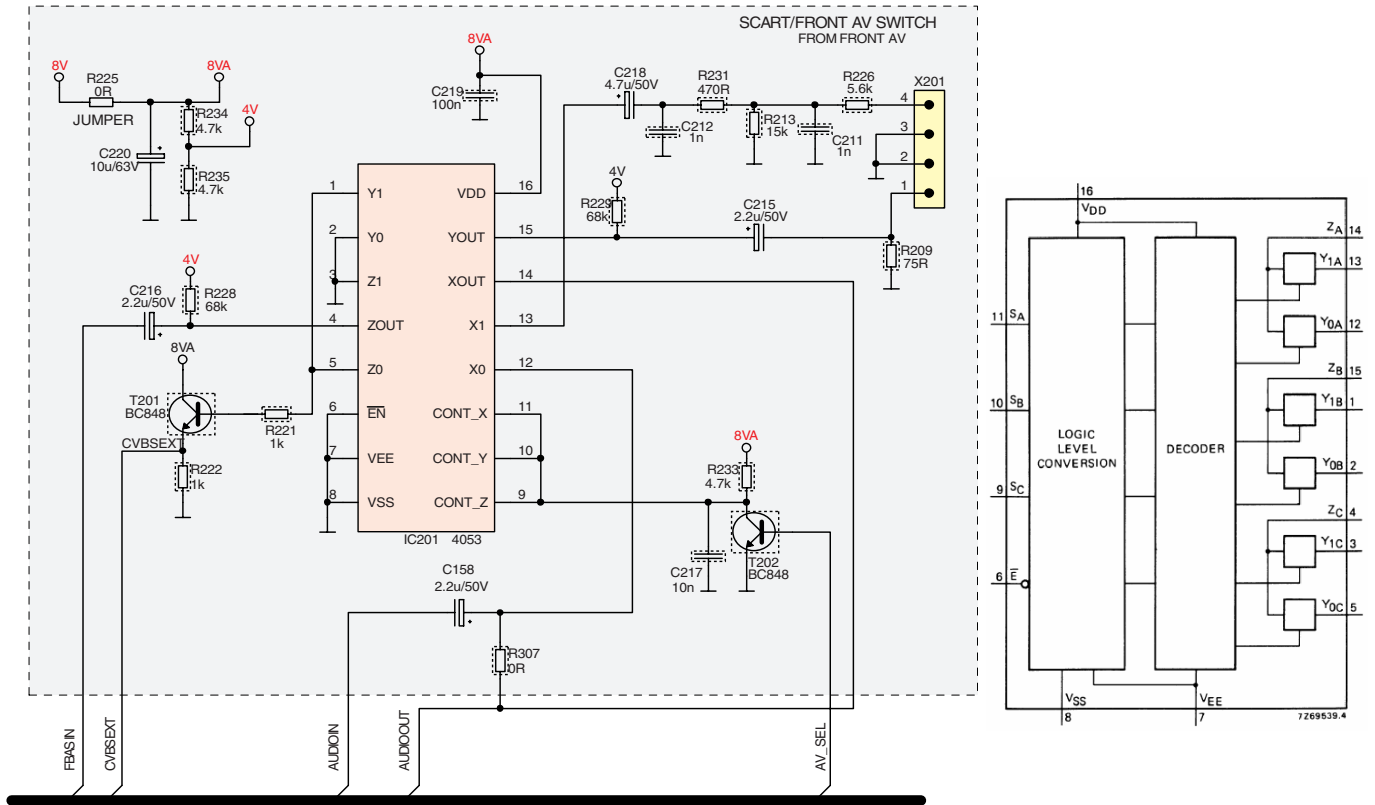 SCART/FRONT AV SWITCH
FROM FRONT AV
8V
R225
0R
JUMPER
8VA
R234
4.7k
4V
C220
10u/63V
R235
4.7k
8VA
C219
100n
C218
4.7u/50V
R231
470R
R226
5.6k
X201
C212
1n
R213
15k
C211
1n
4
3
2
1
4V
R229
68k
C215
2.2u/50V
R209
75R
1 Y1 VDD 16
2 Y0 YOUT 15
3 Z1 XOUT 14
4 ZOUT X1 13
5 Z0 X0 12
6 EN CONT_X 11
7 VEE CONT_Y 10
8 VSS CONT_Z 9
IC201 4053
4V
C216
2.2u/50V
R228
68k
8VA
T201
BC848
R221
1k
CVBSEXT
R222
1k
8VA
R233
4.7k
C217
10n
T202
BC848
C158
2.2u/50V
R307
0R
FBASIN
CVBSEXT
AUDIOIN
AUDIOOUT
AV_SEL
16
VDD
11 SA
10 SB
9 SC
6 E
LOGIC
LEVEL
CONVERSION
DECODER
ZA 14
Y1A 13
Y0A 12
ZB 15
Y1B 1
Y0B 2
ZC 4
Y1C 3
Y0C 5
VSS
8
VEE
7
7Z69539.4